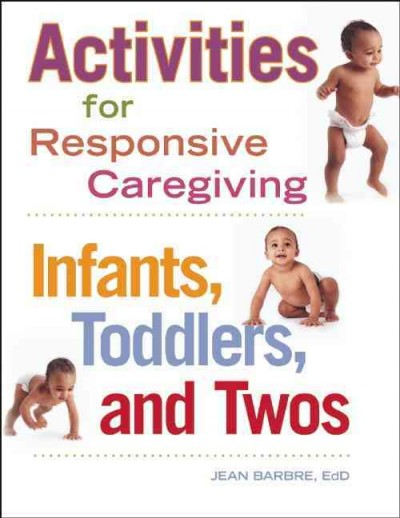 Activities
for
Responsive
Caregiving
Infants,
Toddlers,
and Twos
JEAN BARBRE, EdD